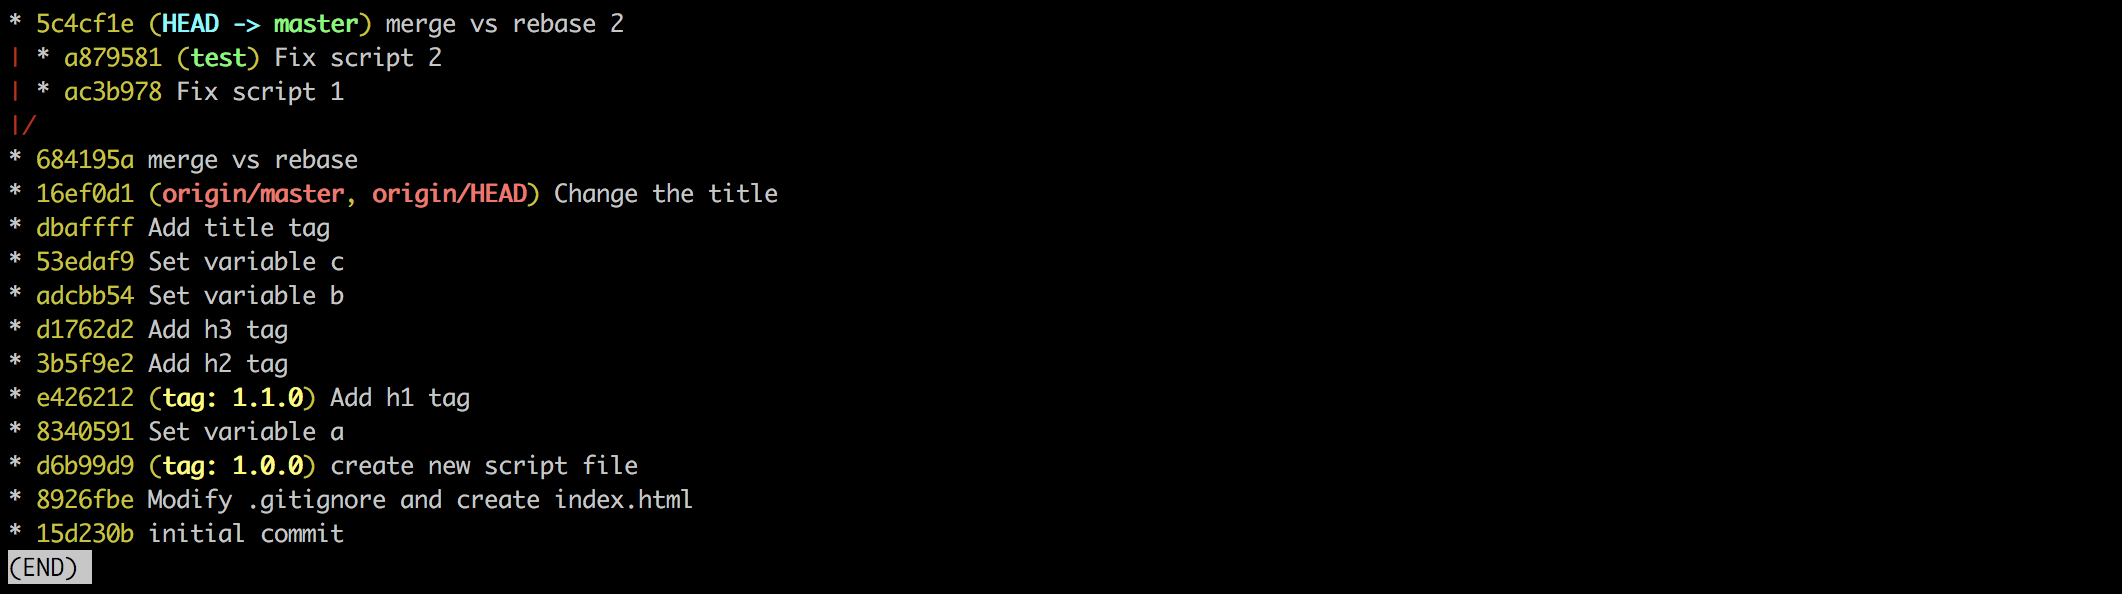 * 5c4cf1e (HEAD -> master) merge vs rebase 2
| * a879581 (test) Fix script 2
| * ac3b978 Fix script 1
|/
* 684195a merge vs rebase
* 16ef0d1 (origin/master, origin/HEAD) Change the title
* dbaffff Add title tag
* 53edaf9 Set variable c
* adcbb54 Set variable b
* d1762d2 Add h3 tag
* 3b5f9e2 Add h2 tag
* e426212 (tag: 1.1.0) Add h1 tag
* 8340591 Set variable a
* d6b99d9 (tag: 1.0.0) create new script file
* 8926fbe Modify .gitignore and create index.html
* 15d230b initial commit
(END)